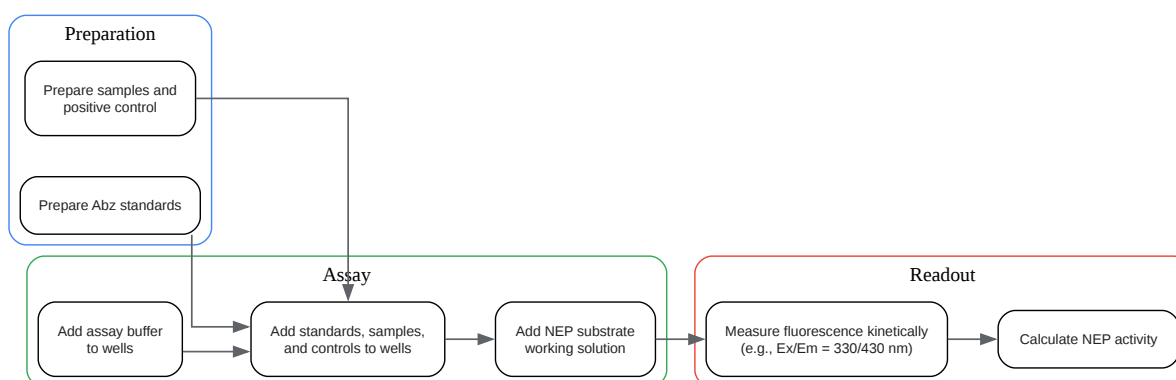 Preparation
Prepare samples and
positive control
Prepare Abz standards
Assay
Add assay buffer
to wells
Add standards, samples,
and controls to wells
Add NEP substrate
working solution
Readout
Measure fluorescence kinetically
(e.g., Ex/Em = 330/430 nm)
Calculate NEP activity